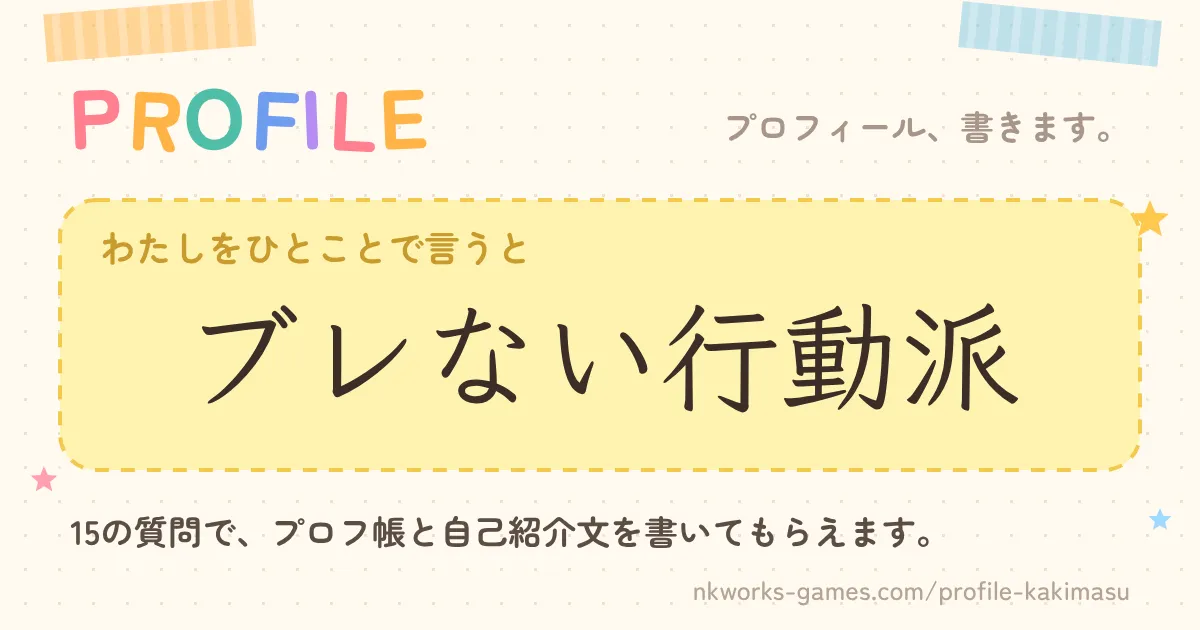 PROFILE
プロフィール、書きます。
わたしをひとことで言うと
ブレない行動派
15の質問で、プロフ帳と自己紹介文を書いてもらえます。
nkworks-games.com/profile-kakimasu